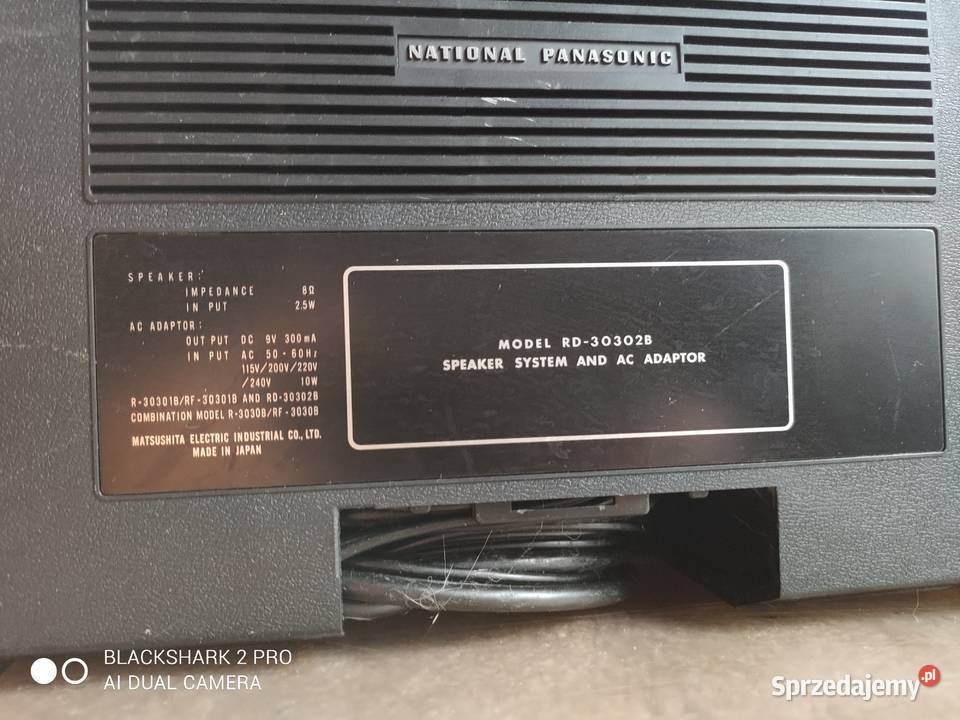 NATIONAL PANASONIC
SPEAKER:
IMPEDANCE 8Ω
IN PUT 2.5W
AC ADAPTOR:
OUT PUT DC 9V 300mA
IN PUT AC 50-60Hz
115V/200V/220V
/240V 10W
R-30301B/RF-30301B AND RD-30302B
COMBINATION MODEL R-3030B/RF-3030B
MATSUSHITA ELECTRIC INDUSTRIAL CO., LTD.
MADE IN JAPAN
MODEL RD-30302B
SPEAKER SYSTEM AND AC ADAPTOR
BLACKSHARK 2 PRO
AI DUAL CAMERA
Sprzedajemy.pl